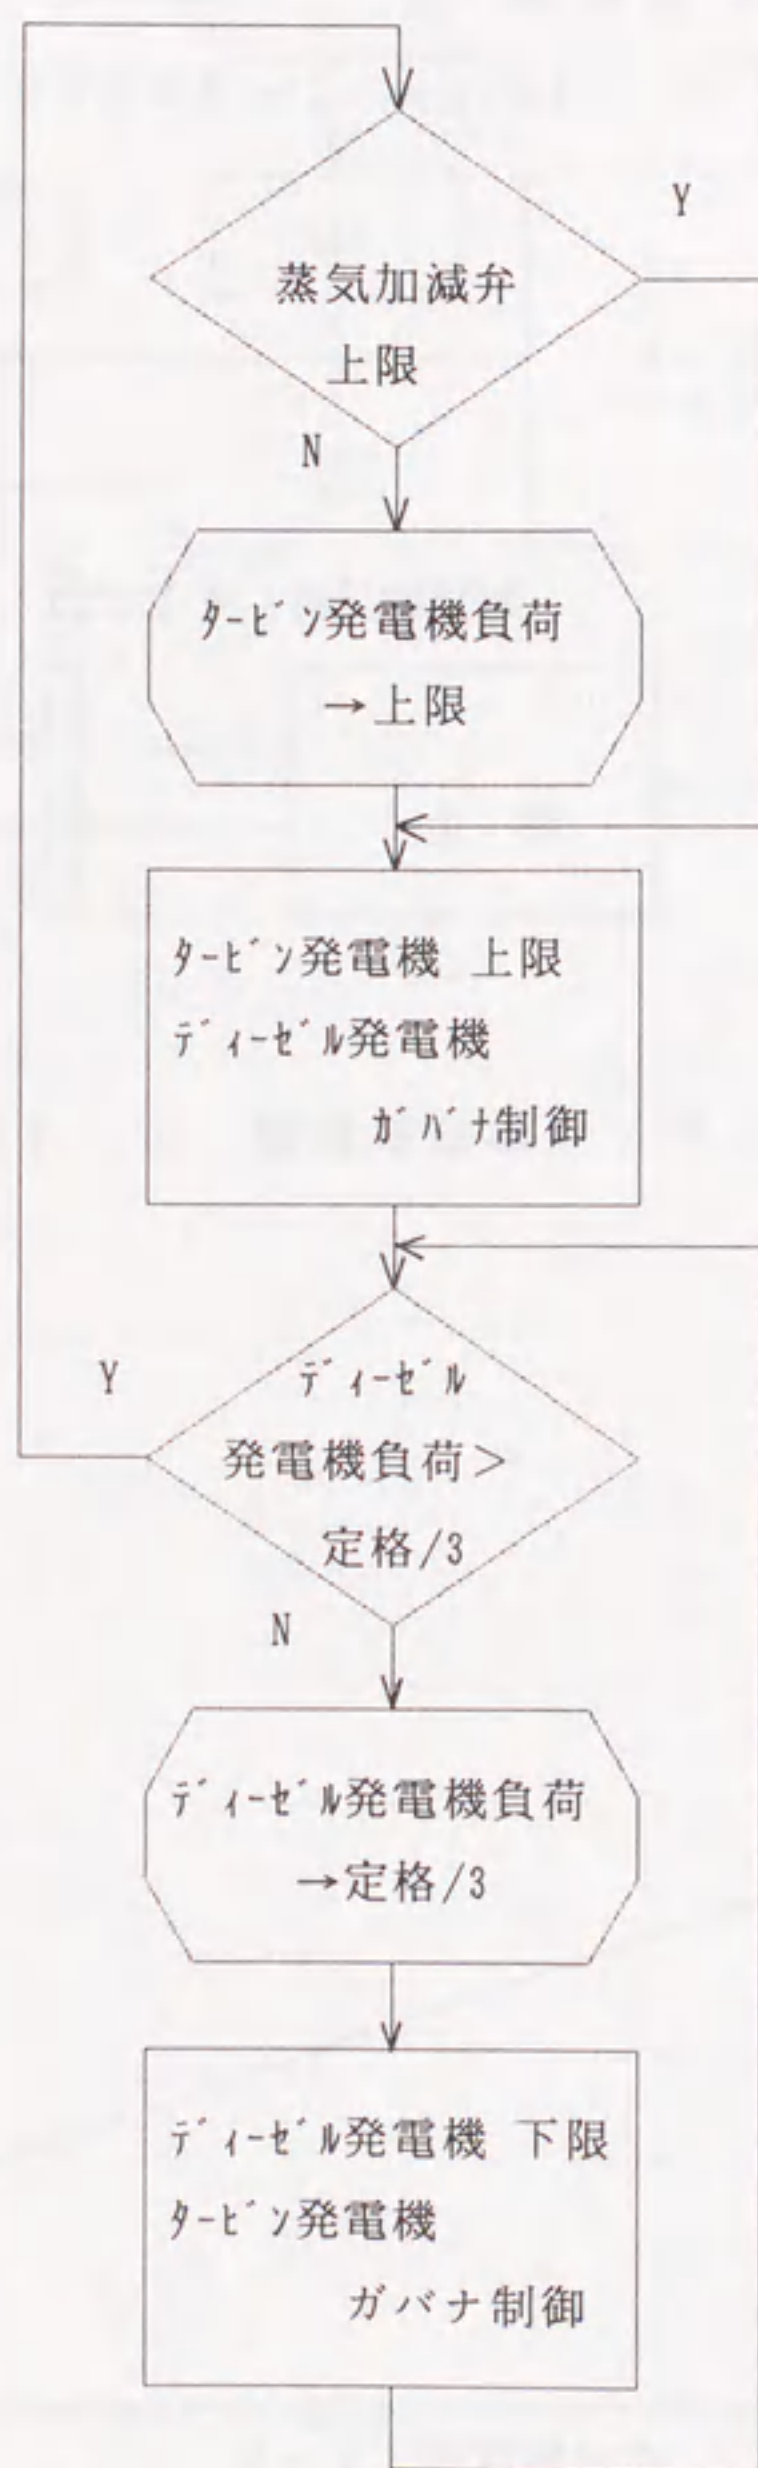 Y
蒸気加減弁
上限
N
ﾀｰﾋﾞﾝ発電機負荷
→上限
ﾀｰﾋﾞﾝ発電機 上限
ﾃﾞｨｰｾﾞﾙ発電機
ｶﾞﾊﾞﾅ制御
Y
ﾃﾞｨｰｾﾞﾙ
発電機負荷＞
定格/3
N
ﾃﾞｨｰｾﾞﾙ発電機負荷
→定格/3
ﾃﾞｨｰｾﾞﾙ発電機 下限
ﾀｰﾋﾞﾝ発電機
ガバナ制御